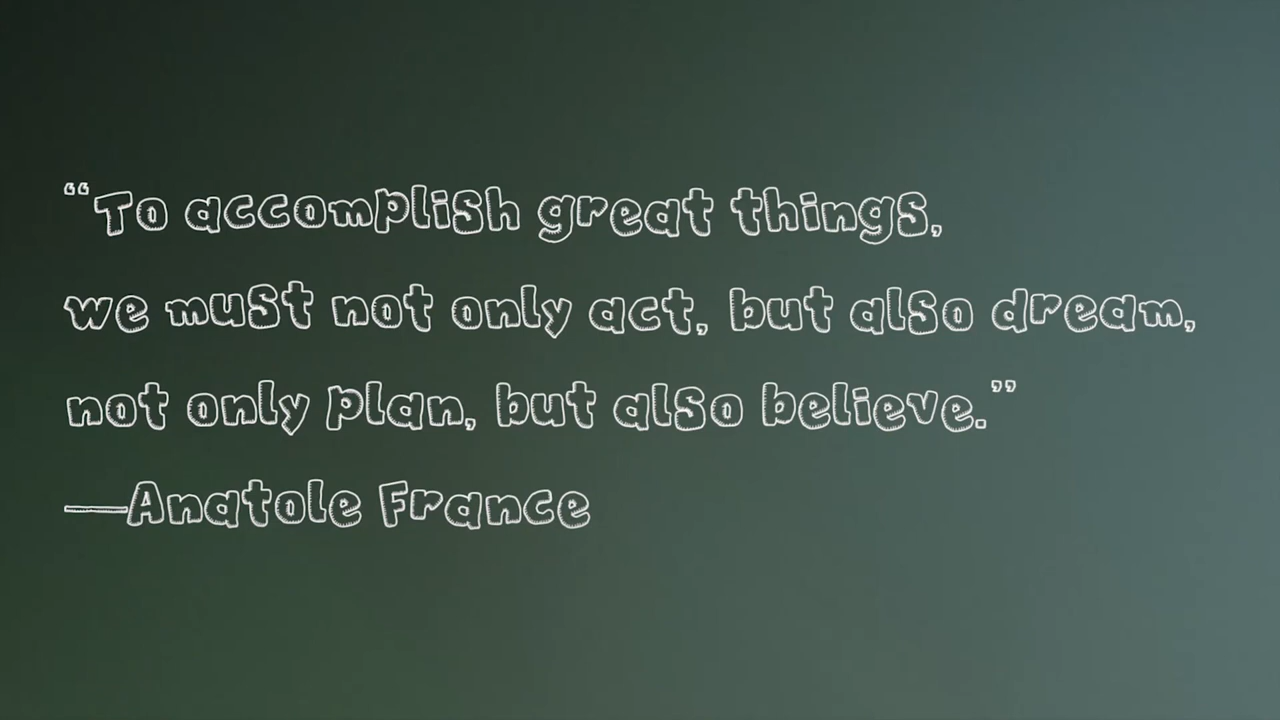 “To accomplish great things,
we must not only act, but also dream,
not only plan, but also believe.”
—Anatole France